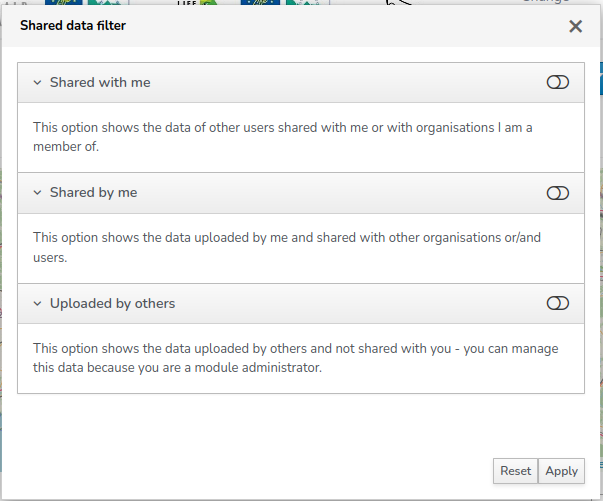 LIFE
Change
Shared data filter
Shared with me
This option shows the data of other users shared with me or with organisations I am a
member of.
Shared by me
This option shows the data uploaded by me and shared with other organisations or/and
users.
Uploaded by others
This option shows the data uploaded by others and not shared with you - you can manage
this data because you are a module administrator.
Reset Apply